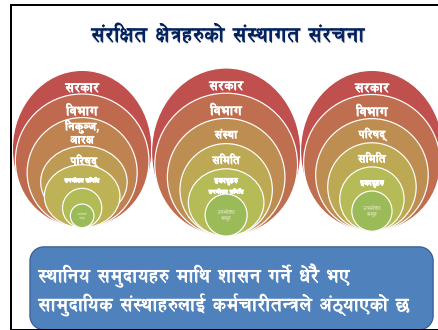 संरक्षित क्षेत्रहरुको संस्थागत संरचना
सरकार
विभाग
निकुञ्ज,
आरक्ष
परिषद्
सरकार
विभाग
संस्था
समिति
सरकार
विभाग
परिषद्
समिति
स्थानिय समुदायहरु माथि शासन गर्ने धेरै भए
सामुदायिक संस्थाहरुलाई कर्मचारीतन्त्रले अंठ्याएको छ